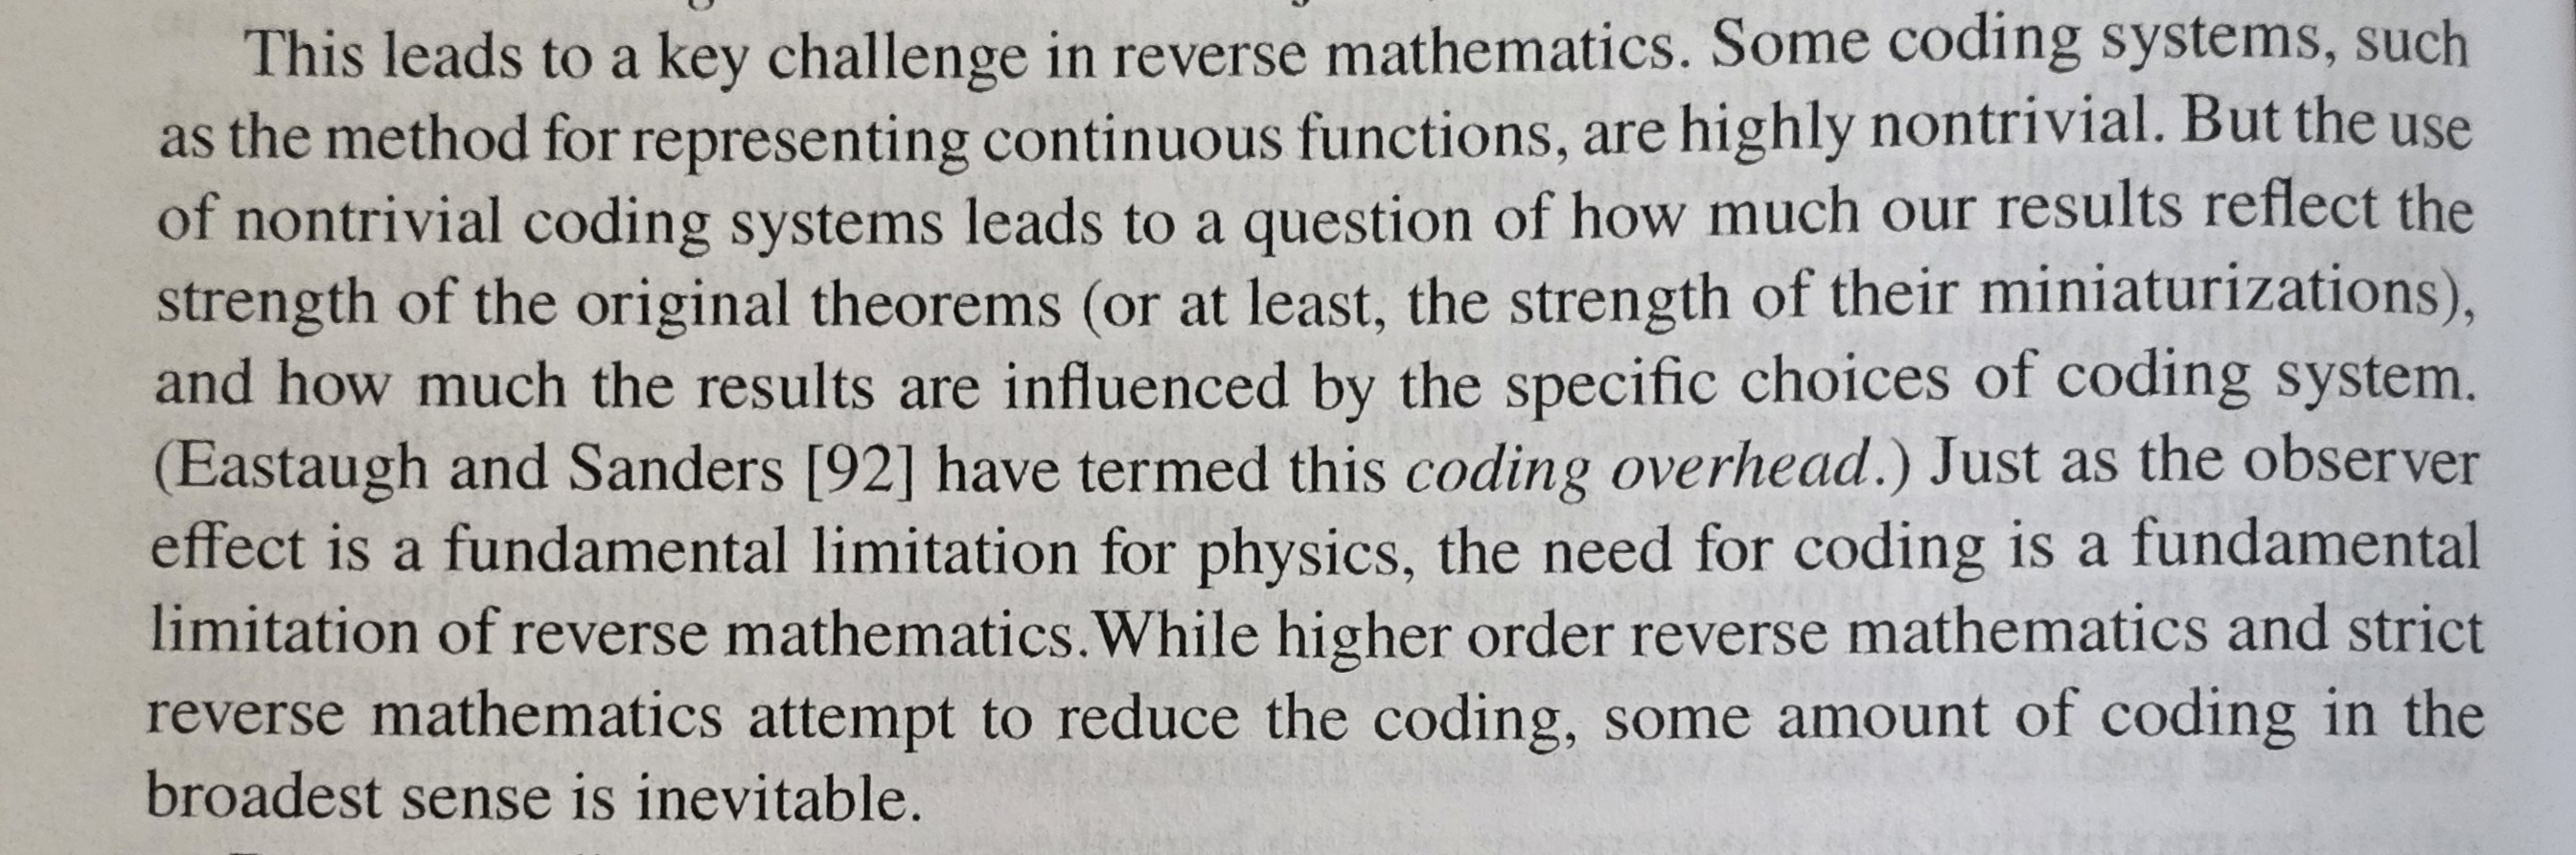 This leads to a key challenge in reverse mathematics. Some coding systems, such
as the method for representing continuous functions, are highly nontrivial. But the use
of nontrivial coding systems leads to a question of how much our results reflect the
strength of the original theorems (or at least, the strength of their miniaturizations),
and how much the results are influenced by the specific choices of coding system.
(Eastaugh and Sanders [92] have termed this coding overhead.) Just as the observer
effect is a fundamental limitation for physics, the need for coding is a fundamental
limitation of reverse mathematics.While higher order reverse mathematics and strict
reverse mathematics attempt to reduce the coding, some amount of coding in the
broadest sense is inevitable.